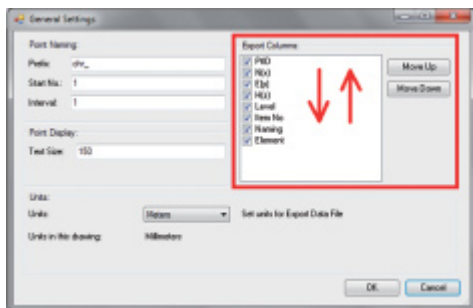 General Settings
Point Naming:
Prefix: chr_
Start No.: 1
Interval: 1
Point Display:
Text Size: 150
Export Columns:
PtID
N(x)
E(y)
H(z)
Level
Item No
Naming
Element
Move Up
Move Down
Units:
Units: Meters Set units for Export Data File
Units in this drawing: Millimeters
OK Cancel